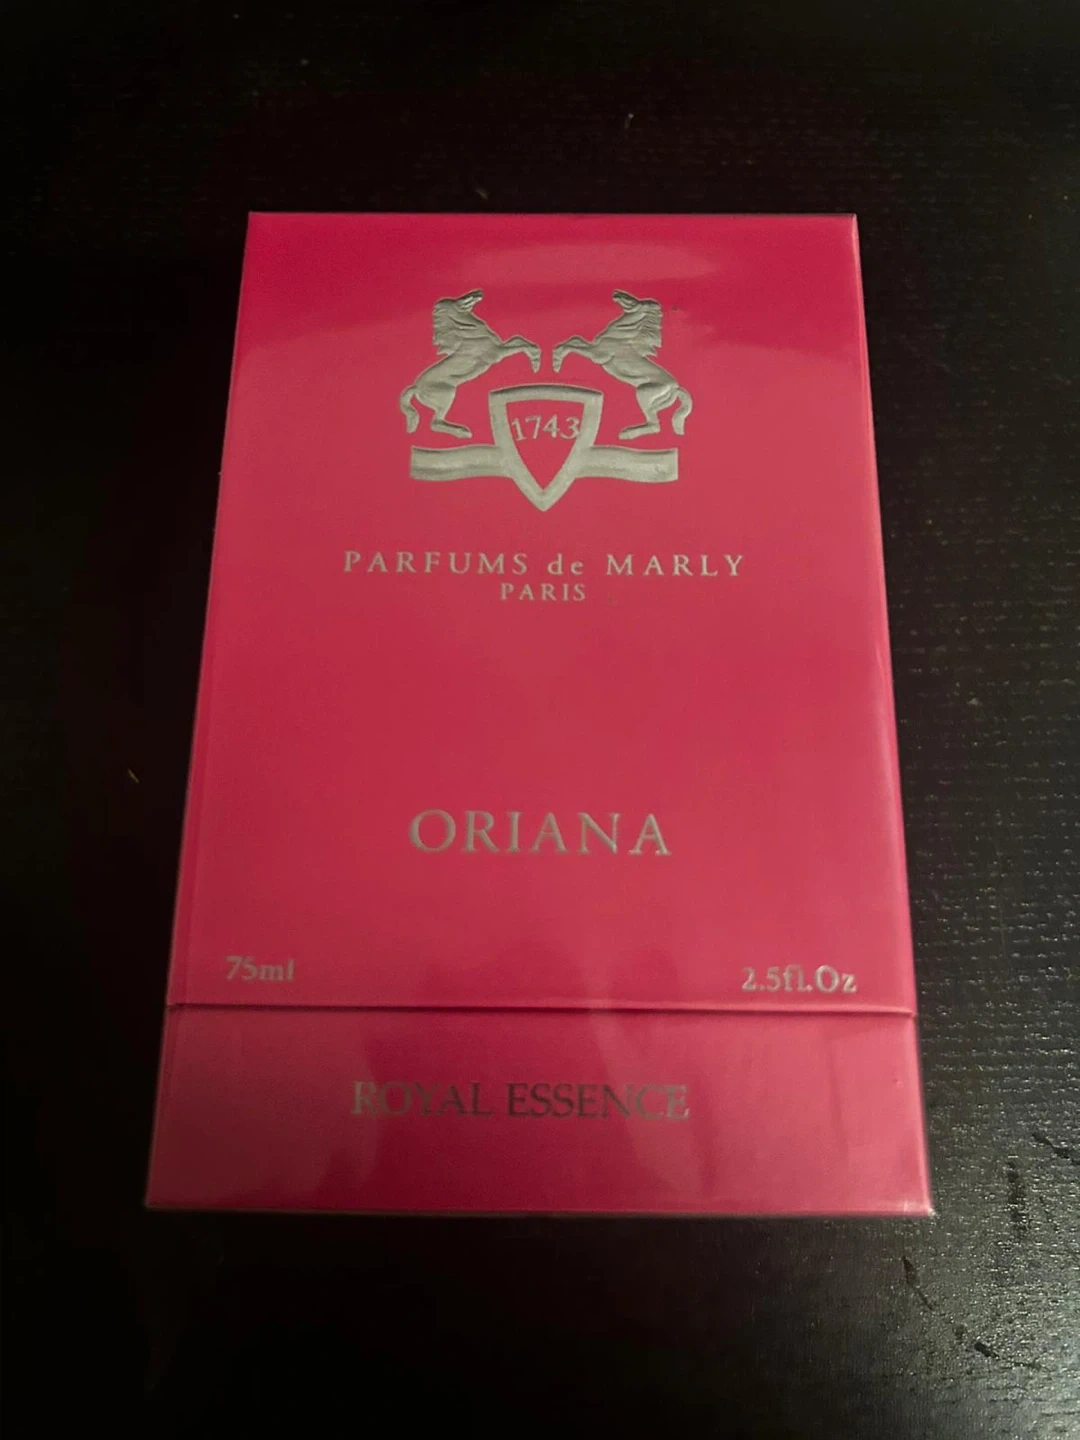 1743
PARFUMS de MARLY
PARIS
ORIANA
75ml 2.5fl.Oz
ROYAL ESSENCE